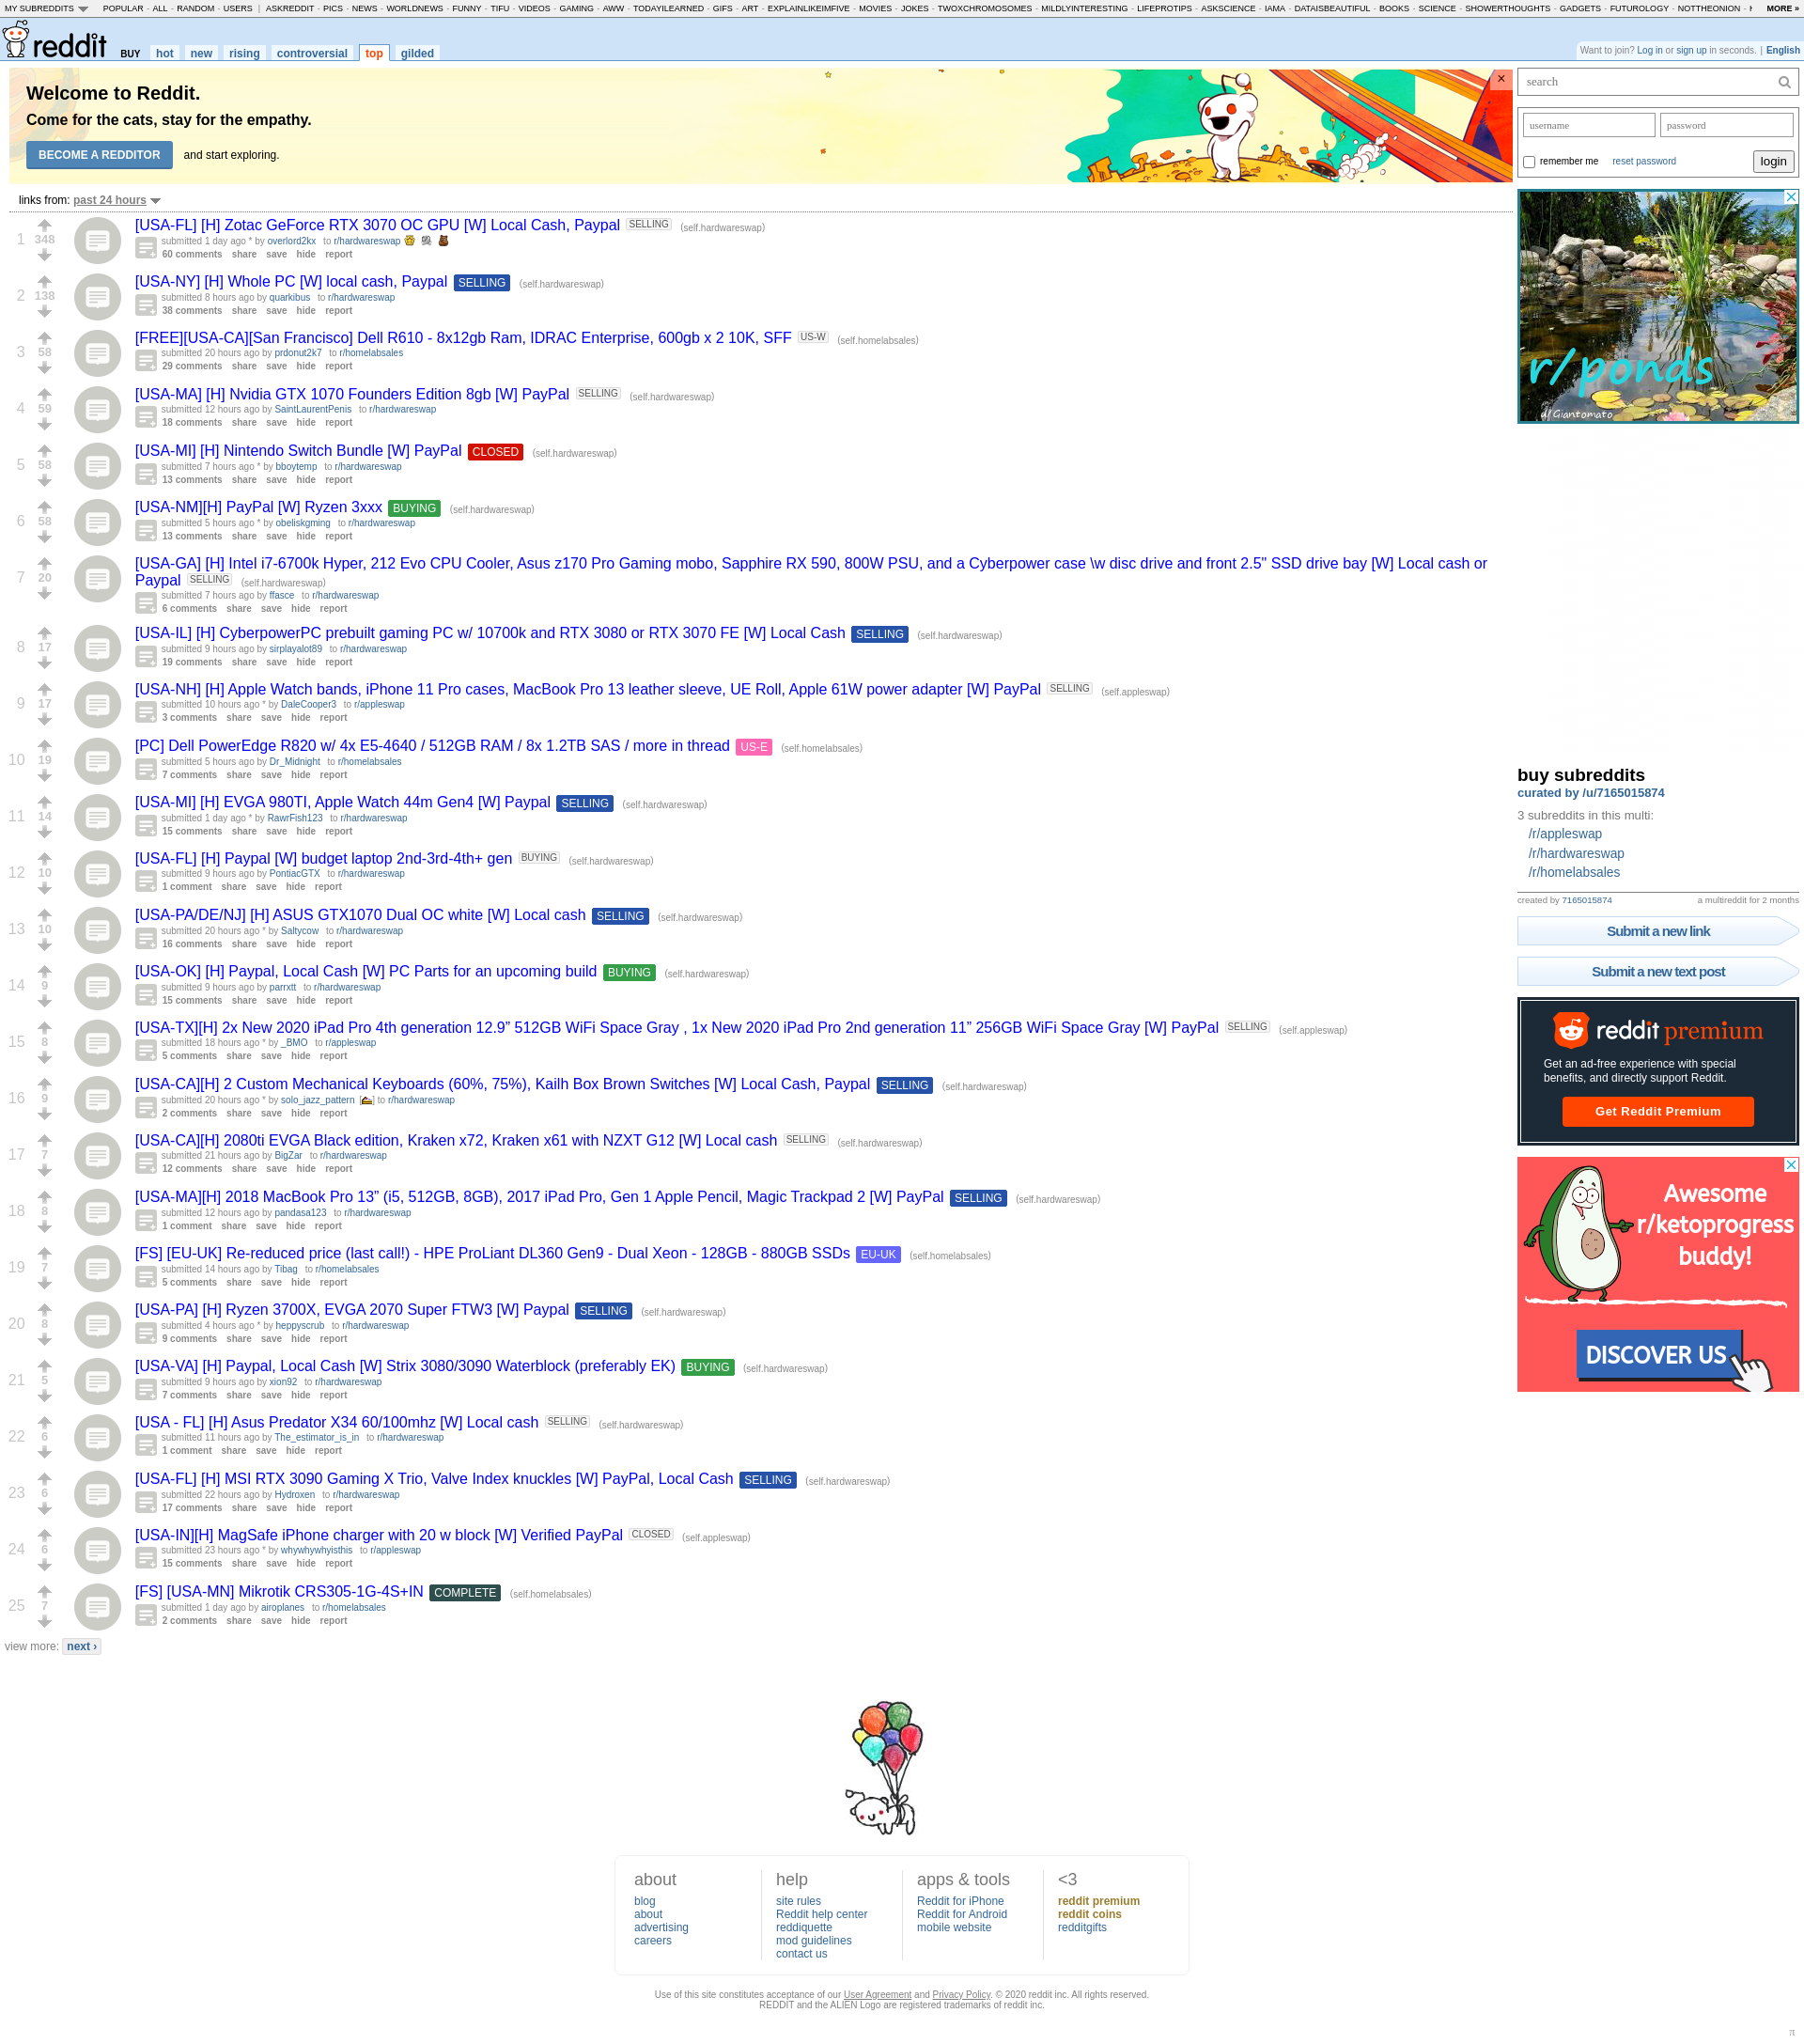 MY SUBREDDITS POPULAR - ALL - RANDOM - USERS | ASKREDDIT - PICS - NEWS - WORLDNEWS - FUNNY - TIFU - VIDEOS - GAMING - AWW - TODAYILEARNED - GIFS - ART - EXPLAINLIKEIMFIVE - MOVIES - JOKES - TWOXCHROMOSOMES - MILDLYINTERESTING - LIFEPROTIPS - ASKSCIENCE - IAMA - DATAISBEAUTIFUL - BOOKS - SCIENCE - SHOWERTHOUGHTS - GADGETS - FUTUROLOGY - NOTTHEONION - MORE »
reddit BUY hot new rising controversial top gilded
Want to join? Log in or sign up in seconds. | English
Welcome to Reddit.
Come for the cats, stay for the empathy.
BECOME A REDDITOR and start exploring.
links from: past 24 hours
1 348 [USA-FL] [H] Zotac GeForce RTX 3070 OC GPU [W] Local Cash, Paypal SELLING (self.hardwareswap)
submitted 1 day ago * by overlord2kx to r/hardwareswap
60 comments share save hide report
2 138 [USA-NY] [H] Whole PC [W] local cash, Paypal SELLING (self.hardwareswap)
submitted 8 hours ago by quarkibus to r/hardwareswap
38 comments share save hide report
3 58 [FREE][USA-CA][San Francisco] Dell R610 - 8x12gb Ram, IDRAC Enterprise, 600gb x 2 10K, SFF US-W (self.homelabsales)
submitted 20 hours ago by prdonut2k7 to r/homelabsales
29 comments share save hide report
4 59 [USA-MA] [H] Nvidia GTX 1070 Founders Edition 8gb [W] PayPal SELLING (self.hardwareswap)
submitted 12 hours ago by SaintLaurentPenis to r/hardwareswap
18 comments share save hide report
5 58 [USA-MI] [H] Nintendo Switch Bundle [W] PayPal CLOSED (self.hardwareswap)
submitted 7 hours ago * by bboytemp to r/hardwareswap
13 comments share save hide report
6 58 [USA-NM][H] PayPal [W] Ryzen 3xxx BUYING (self.hardwareswap)
submitted 5 hours ago * by obeliskgming to r/hardwareswap
13 comments share save hide report
7 20 [USA-GA] [H] Intel i7-6700k Hyper, 212 Evo CPU Cooler, Asus z170 Pro Gaming mobo, Sapphire RX 590, 800W PSU, and a Cyberpower case \w disc drive and front 2.5" SSD drive bay [W] Local cash or
Paypal SELLING (self.hardwareswap)
submitted 7 hours ago by ffasce to r/hardwareswap
6 comments share save hide report
8 17 [USA-IL] [H] CyberpowerPC prebuilt gaming PC w/ 10700k and RTX 3080 or RTX 3070 FE [W] Local Cash SELLING (self.hardwareswap)
submitted 9 hours ago by sirplayalot89 to r/hardwareswap
19 comments share save hide report
9 17 [USA-NH] [H] Apple Watch bands, iPhone 11 Pro cases, MacBook Pro 13 leather sleeve, UE Roll, Apple 61W power adapter [W] PayPal SELLING (self.appleswap)
submitted 10 hours ago * by DaleCooper3 to r/appleswap
3 comments share save hide report
10 19 [PC] Dell PowerEdge R820 w/ 4x E5-4640 / 512GB RAM / 8x 1.2TB SAS / more in thread US-E (self.homelabsales)
submitted 5 hours ago by Dr_Midnight to r/homelabsales
7 comments share save hide report
11 14 [USA-MI] [H] EVGA 980TI, Apple Watch 44m Gen4 [W] Paypal SELLING (self.hardwareswap)
submitted 1 day ago * by RawrFish123 to r/hardwareswap
15 comments share save hide report
12 10 [USA-FL] [H] Paypal [W] budget laptop 2nd-3rd-4th+ gen BUYING (self.hardwareswap)
submitted 9 hours ago by PontiacGTX to r/hardwareswap
1 comment share save hide report
13 10 [USA-PA/DE/NJ] [H] ASUS GTX1070 Dual OC white [W] Local cash SELLING (self.hardwareswap)
submitted 20 hours ago * by Saltycow to r/hardwareswap
16 comments share save hide report
14 9 [USA-OK] [H] Paypal, Local Cash [W] PC Parts for an upcoming build BUYING (self.hardwareswap)
submitted 9 hours ago by parrxtt to r/hardwareswap
15 comments share save hide report
15 8 [USA-TX][H] 2x New 2020 iPad Pro 4th generation 12.9” 512GB WiFi Space Gray , 1x New 2020 iPad Pro 2nd generation 11” 256GB WiFi Space Gray [W] PayPal SELLING (self.appleswap)
submitted 18 hours ago * by _BMO to r/appleswap
5 comments share save hide report
16 9 [USA-CA][H] 2 Custom Mechanical Keyboards (60%, 75%), Kailh Box Brown Switches [W] Local Cash, Paypal SELLING (self.hardwareswap)
submitted 20 hours ago * by solo_jazz_pattern [] to r/hardwareswap
2 comments share save hide report
17 7 [USA-CA][H] 2080ti EVGA Black edition, Kraken x72, Kraken x61 with NZXT G12 [W] Local cash SELLING (self.hardwareswap)
submitted 21 hours ago by BigZar to r/hardwareswap
12 comments share save hide report
18 8 [USA-MA][H] 2018 MacBook Pro 13” (i5, 512GB, 8GB), 2017 iPad Pro, Gen 1 Apple Pencil, Magic Trackpad 2 [W] PayPal SELLING (self.hardwareswap)
submitted 12 hours ago by pandasa123 to r/hardwareswap
1 comment share save hide report
19 7 [FS] [EU-UK] Re-reduced price (last call!) - HPE ProLiant DL360 Gen9 - Dual Xeon - 128GB - 880GB SSDs EU-UK (self.homelabsales)
submitted 14 hours ago by Tibag to r/homelabsales
5 comments share save hide report
20 8 [USA-PA] [H] Ryzen 3700X, EVGA 2070 Super FTW3 [W] Paypal SELLING (self.hardwareswap)
submitted 4 hours ago * by heppyscrub to r/hardwareswap
9 comments share save hide report
21 5 [USA-VA] [H] Paypal, Local Cash [W] Strix 3080/3090 Waterblock (preferably EK) BUYING (self.hardwareswap)
submitted 9 hours ago by xion92 to r/hardwareswap
7 comments share save hide report
22 6 [USA - FL] [H] Asus Predator X34 60/100mhz [W] Local cash SELLING (self.hardwareswap)
submitted 11 hours ago by The_estimator_is_in to r/hardwareswap
1 comment share save hide report
23 6 [USA-FL] [H] MSI RTX 3090 Gaming X Trio, Valve Index knuckles [W] PayPal, Local Cash SELLING (self.hardwareswap)
submitted 22 hours ago by Hydroxen to r/hardwareswap
17 comments share save hide report
24 6 [USA-IN][H] MagSafe iPhone charger with 20 w block [W] Verified PayPal CLOSED (self.appleswap)
submitted 23 hours ago * by whywhywhyisthis to r/appleswap
15 comments share save hide report
25 7 [FS] [USA-MN] Mikrotik CRS305-1G-4S+IN COMPLETE (self.homelabsales)
submitted 1 day ago by airoplanes to r/homelabsales
2 comments share save hide report
view more: next ›
search
username password
remember me reset password login
r/ponds
u/Giantomato
buy subreddits
curated by /u/7165015874
3 subreddits in this multi:
/r/appleswap
/r/hardwareswap
/r/homelabsales
created by 7165015874 a multireddit for 2 months
Submit a new link
Submit a new text post
reddit premium
Get an ad-free experience with special
benefits, and directly support Reddit.
Get Reddit Premium
Awesome
r/ketoprogress
buddy!
DISCOVER US
about
blog
about
advertising
careers
help
site rules
Reddit help center
reddiquette
mod guidelines
contact us
apps & tools
Reddit for iPhone
Reddit for Android
mobile website
<3
reddit premium
reddit coins
redditgifts
Use of this site constitutes acceptance of our User Agreement and Privacy Policy. © 2020 reddit inc. All rights reserved.
REDDIT and the ALIEN Logo are registered trademarks of reddit inc.
π